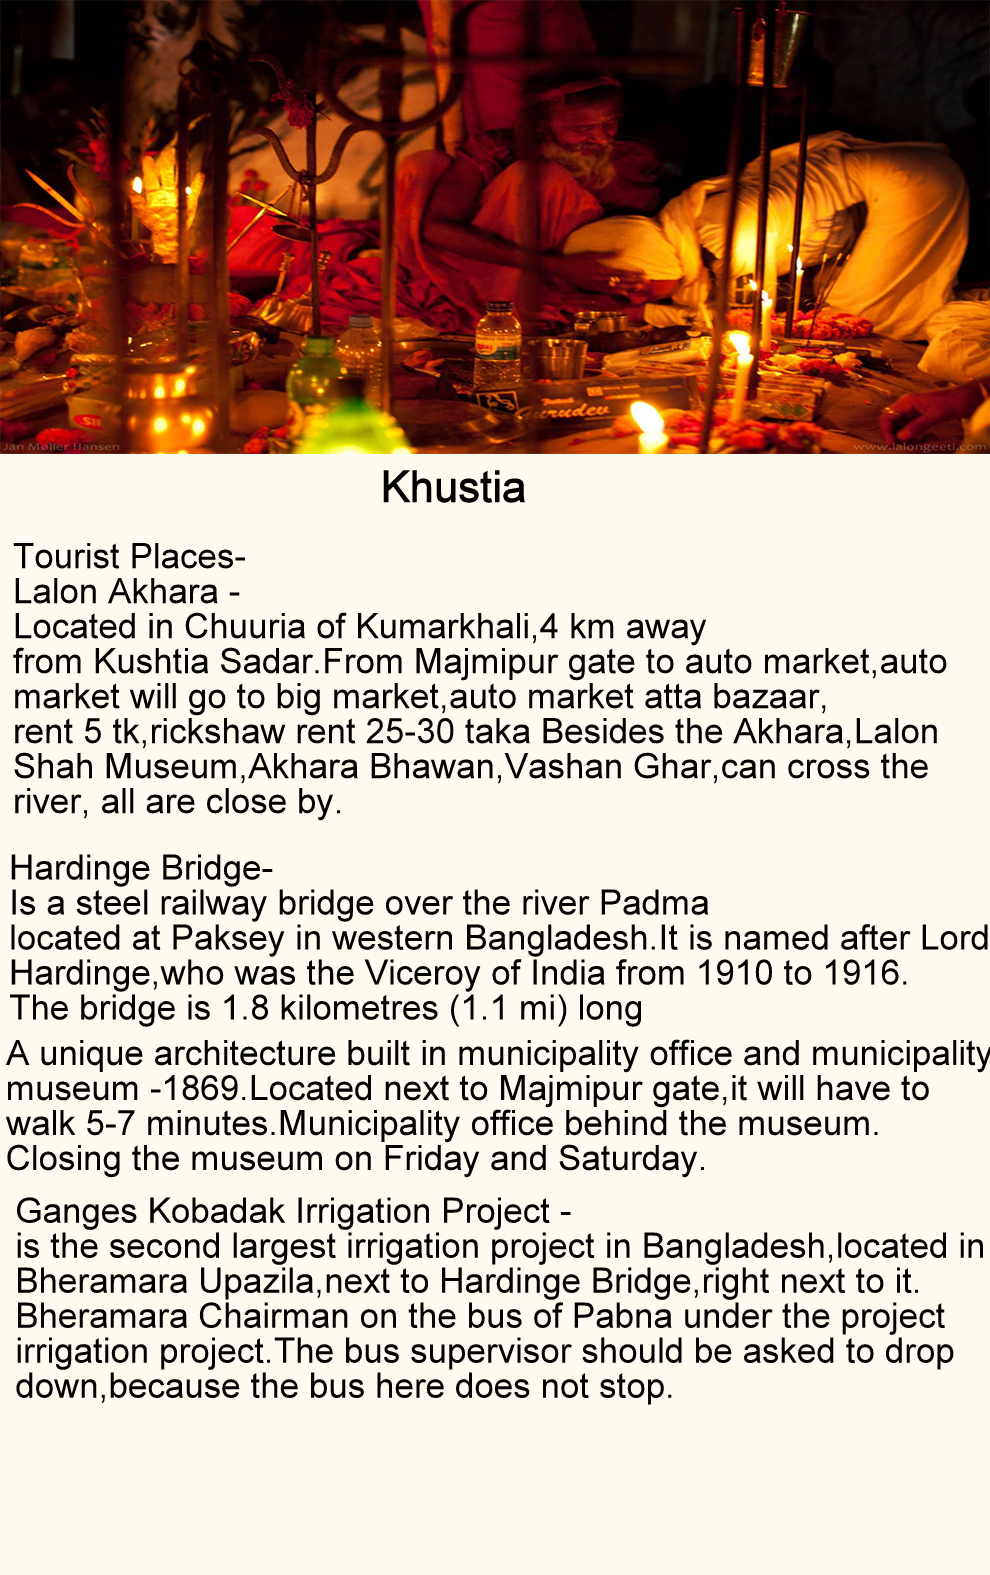 urudev
Jan Møller Hansen
www.lalongeeti.com
Khustia
Tourist Places-
Lalon Akhara -
Located in Chuuria of Kumarkhali,4 km away
from Kushtia Sadar.From Majmipur gate to auto market,auto
market will go to big market,auto market atta bazaar,
rent 5 tk,rickshaw rent 25-30 taka Besides the Akhara,Lalon
Shah Museum,Akhara Bhawan,Vashan Ghar,can cross the
river, all are close by.
Hardinge Bridge-
Is a steel railway bridge over the river Padma
located at Paksey in western Bangladesh.It is named after Lord
Hardinge,who was the Viceroy of India from 1910 to 1916.
The bridge is 1.8 kilometres (1.1 mi) long
A unique architecture built in municipality office and municipality
museum -1869.Located next to Majmipur gate,it will have to
walk 5-7 minutes.Municipality office behind the museum.
Closing the museum on Friday and Saturday.
Ganges Kobadak Irrigation Project -
is the second largest irrigation project in Bangladesh,located in
Bheramara Upazila,next to Hardinge Bridge,right next to it.
Bheramara Chairman on the bus of Pabna under the project
irrigation project.The bus supervisor should be asked to drop
down,because the bus here does not stop.